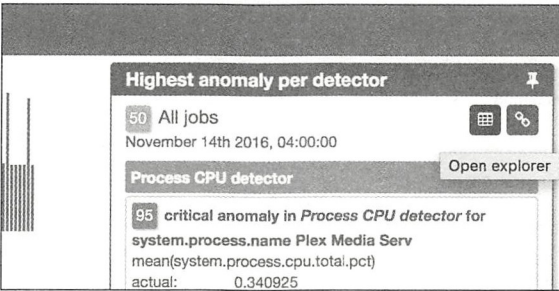 Highest anomaly per detector
50 All jobs
November 14th 2016, 04:00:00
Open explorer
Process CPU detector
95 critical anomaly in Process CPU detector for
system.process.name Plex Media Serv
mean(system.process.cpu.total.pct)
actual: 0.340925